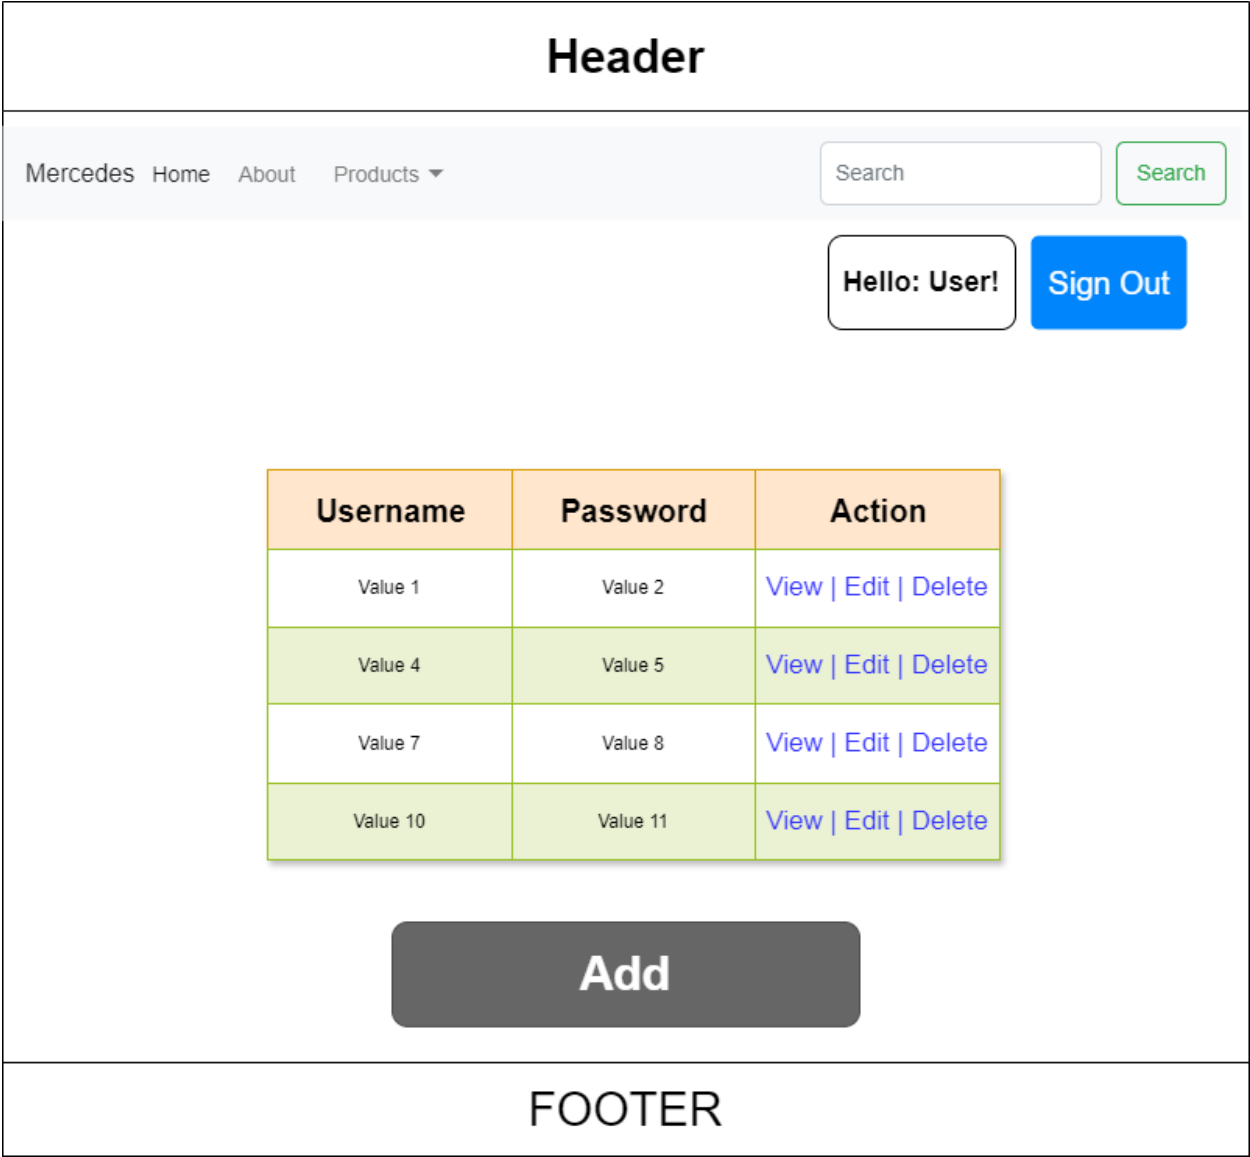 Header
Mercedes Home About Products Search Search
Hello: User! Sign Out
Username Password Action
Value 1 Value 2 View | Edit | Delete
Value 4 Value 5 View | Edit | Delete
Value 7 Value 8 View | Edit | Delete
Value 10 Value 11 View | Edit | Delete
Add
FOOTER